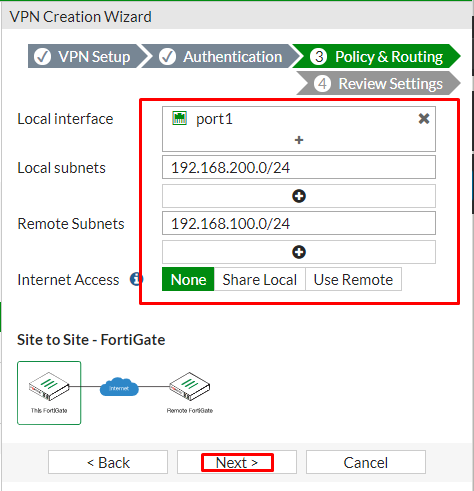 VPN Creation Wizard
VPN Setup
Authentication
3 Policy & Routing
4 Review Settings
Local interface
port1
Local subnets
192.168.200.0/24
Remote Subnets
192.168.100.0/24
Internet Access
None Share Local Use Remote
Site to Site - FortiGate
This FortiGate
Internet
Remote FortiGate
< Back
Next >
Cancel